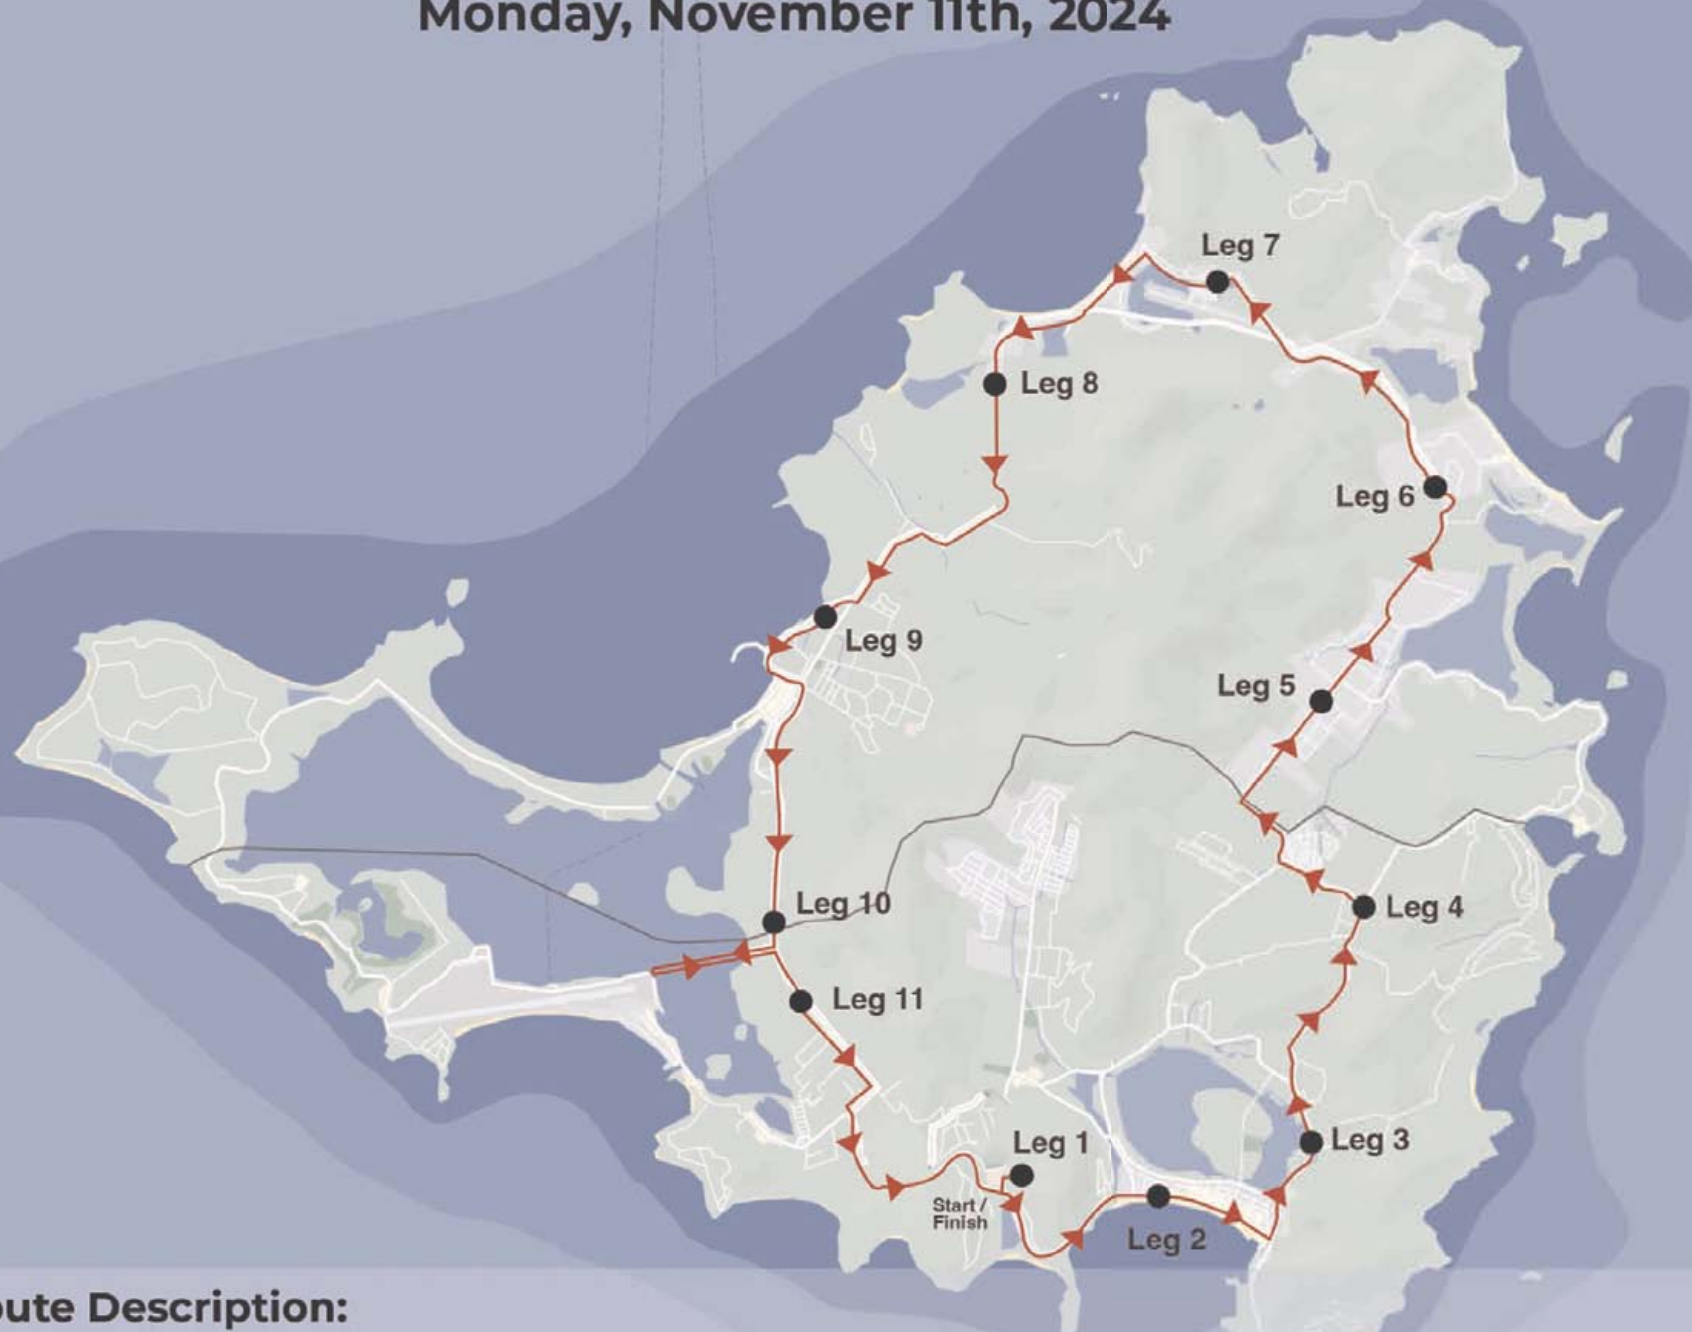 Monday, November 11th, 2024
Leg 7
Leg 8
Leg 6
Leg 9
Leg 5
Leg 10
Leg 4
Leg 11
Leg 1
Leg 3
Start /
Finish
Leg 2
oute Description: